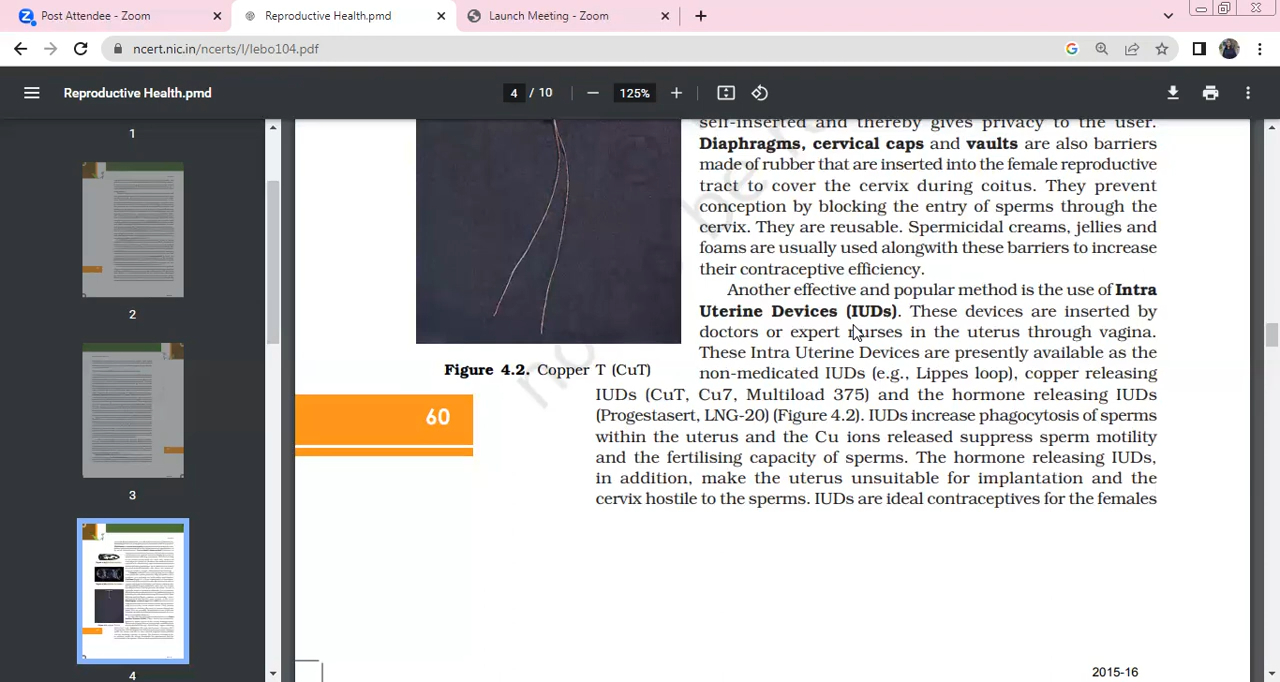 Post Attendee - Zoom
Reproductive Health.pmd
Launch Meeting - Zoom
ncert.nic.in/ncerts/l/lebo104.pdf
Reproductive Health.pmd
4 / 10
125%
1
2
3
4
self-inserted and thereby gives privacy to the user.
Diaphragms, cervical caps and vaults are also barriers
made of rubber that are inserted into the female reproductive
tract to cover the cervix during coitus. They prevent
conception by blocking the entry of sperms through the
cervix. They are reusable. Spermicidal creams, jellies and
foams are usually used alongwith these barriers to increase
their contraceptive efficiency.
Another effective and popular method is the use of Intra
Uterine Devices (IUDs). These devices are inserted by
doctors or expert nurses in the uterus through vagina.
These Intra Uterine Devices are presently available as the
non-medicated IUDs (e.g., Lippes loop), copper releasing
IUDs (CuT, Cu7, Multiload 375) and the hormone releasing IUDs
(Progestasert, LNG-20) (Figure 4.2). IUDs increase phagocytosis of sperms
within the uterus and the Cu ions released suppress sperm motility
and the fertilising capacity of sperms. The hormone releasing IUDs,
in addition, make the uterus unsuitable for implantation and the
cervix hostile to the sperms. IUDs are ideal contraceptives for the females
Figure 4.2. Copper T (CuT)
60
2015-16